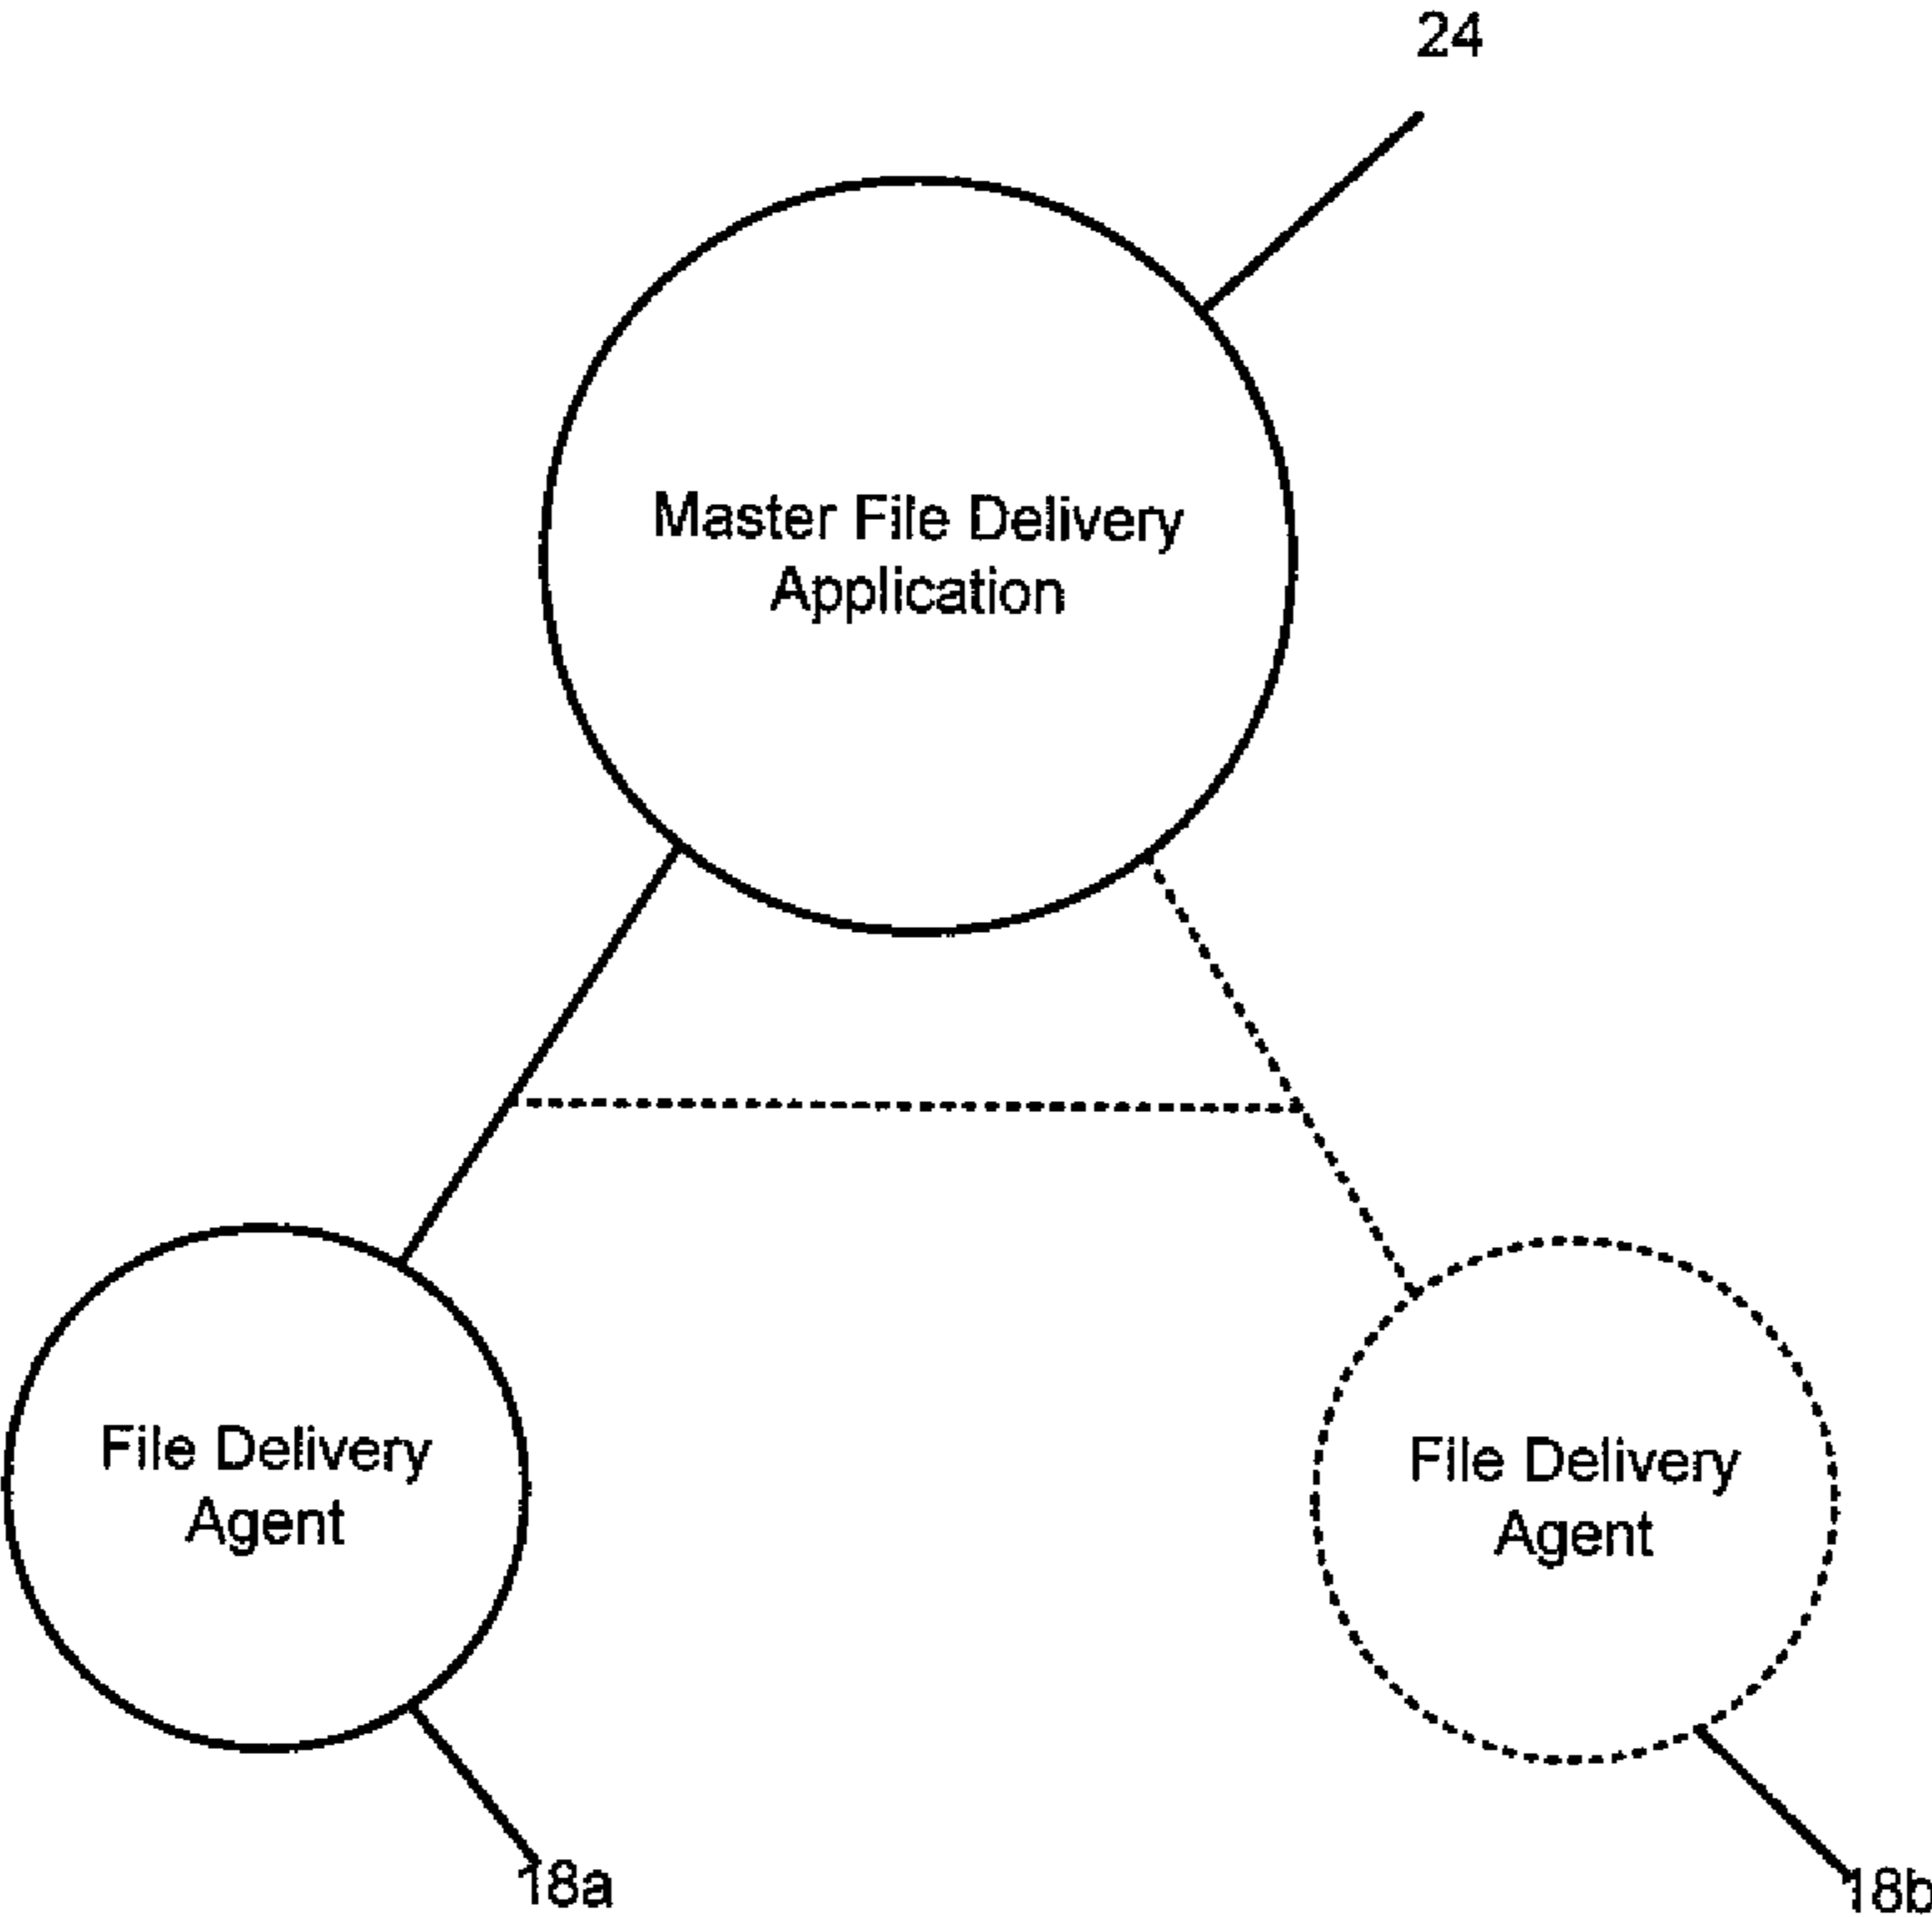 24
Master File Delivery
Application
File Delivery
Agent
File Delivery
Agent
18a
18b